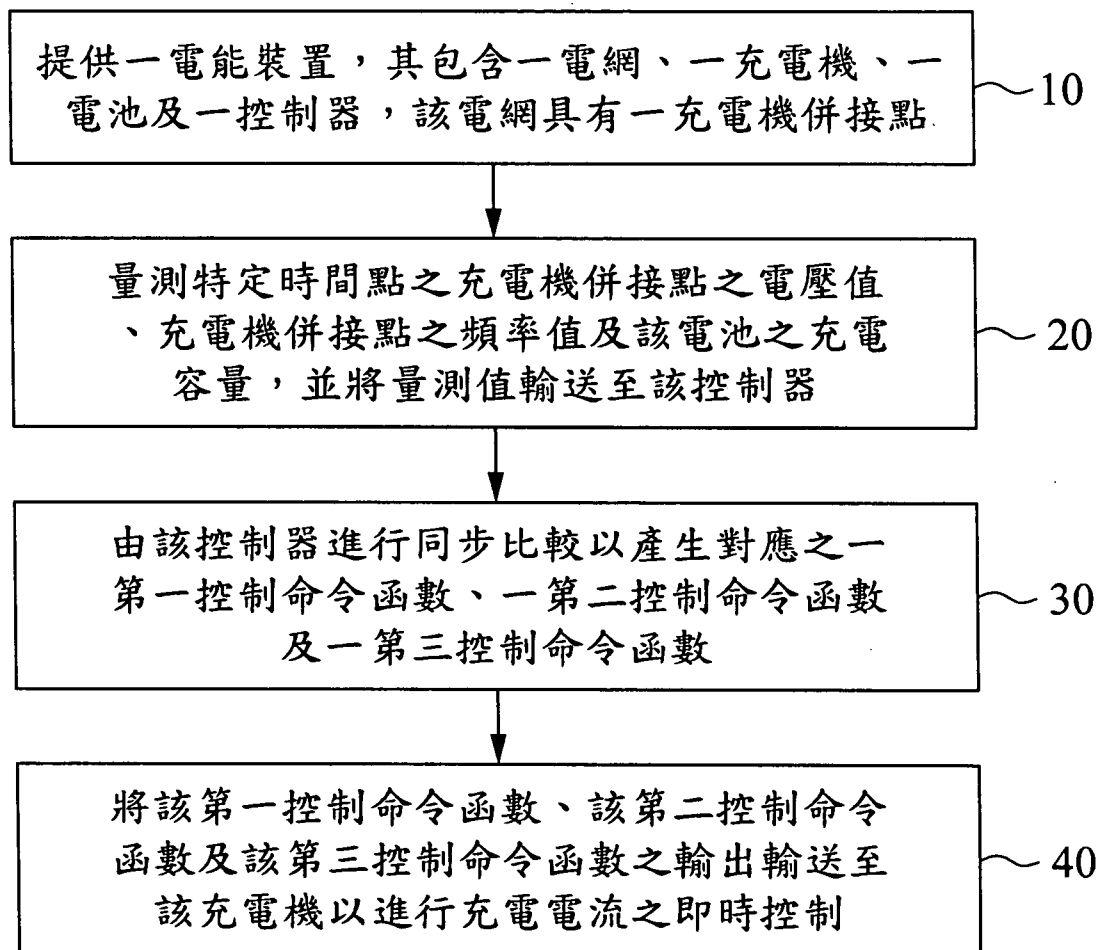 提供一電能裝置，其包含一電網、一充電機、一
電池及一控制器，該電網具有一充電機併接點
10
量測特定時間點之充電機併接點之電壓值
、充電機併接點之頻率值及該電池之充電
容量，並將量測值輸送至該控制器
20
由該控制器進行同步比較以產生對應之一
第一控制命令函數、一第二控制命令函數
及一第三控制命令函數
30
將該第一控制命令函數、該第二控制命令
函數及該第三控制命令函數之輸出輸送至
該充電機以進行充電電流之即時控制
40